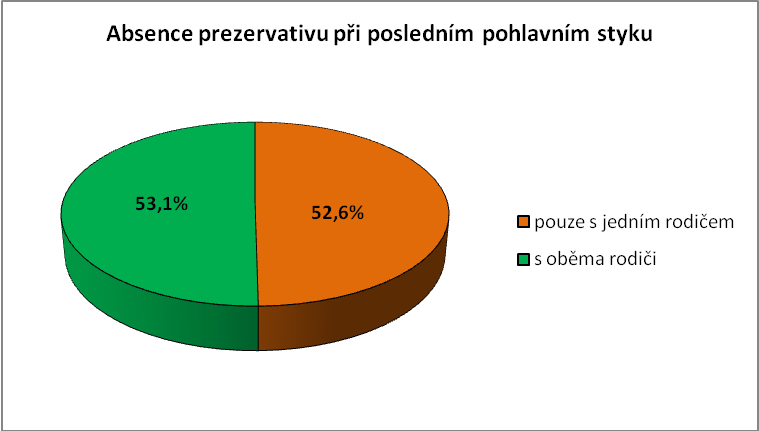 Absence prezervativu při posledním pohlavním styku
53,1%
52,6%
pouze s jedním rodičem
s oběma rodiči